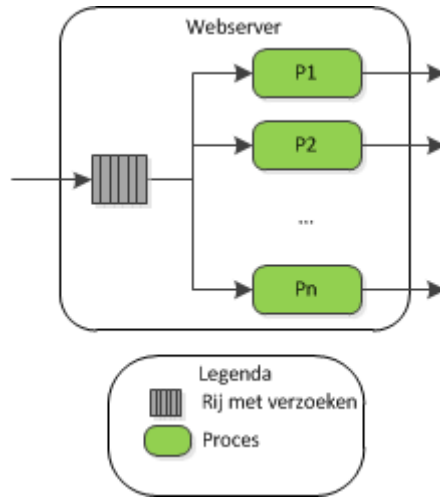 Webserver
P1
P2
...
Pn
Legenda
Rij met verzoeken
Proces